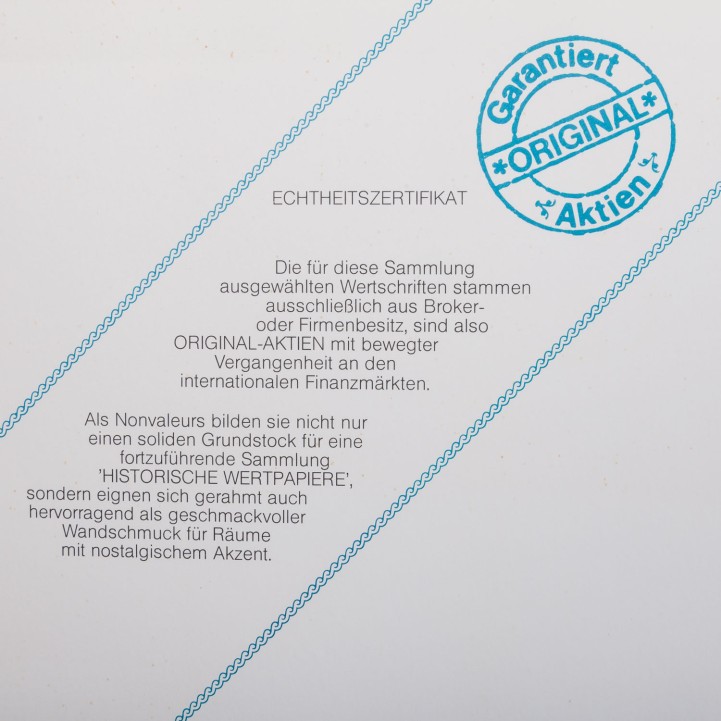 Garantiert
*ORIGINAL*
Aktien
ECHTHEITSZERTIFIKAT
Die für diese Sammlung
ausgewählten Wertschriften stammen
ausschließlich aus Broker-
oder Firmenbesitz, sind also
ORIGINAL-AKTIEN mit bewegter
Vergangenheit an den
internationalen Finanzmärkten.
Als Nonvaleurs bilden sie nicht nur
einen soliden Grundstock für eine
fortzuführende Sammlung
'HISTORISCHE WERTPAPIERE',
sondern eignen sich gerahmt auch
hervorragend als geschmackvoller
Wandschmuck für Räume
mit nostalgischem Akzent.